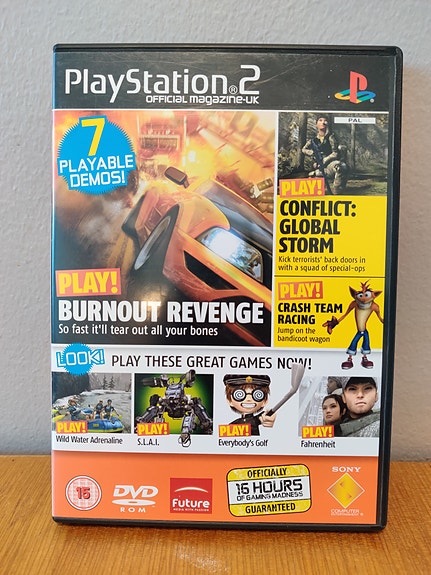 PlayStation®2
OFFICIAL MAGAZINE-UK
7
PLAYABLE
DEMOS!
PAL
PLAY!
CONFLICT:
GLOBAL
STORM
Kick terrorists' back doors in
with a squad of special-ops
PLAY!
BURNOUT REVENGE
So fast it'll tear out all your bones
PLAY!
CRASH TEAM
RACING
Jump on the
bandicoot wagon
LOOK!
PLAY THESE GREAT GAMES NOW!
PLAY!
Wild Water Adrenaline
PLAY!
S.L.A.I.
PLAY!
Everybody's Golf
PLAY!
Fahrenheit
15
DVD
ROM
Future
OFFICIALLY
16 HOURS
OF GAMING MADNESS
GUARANTEED
SONY
COMPUTER
ENTERTAINMENT